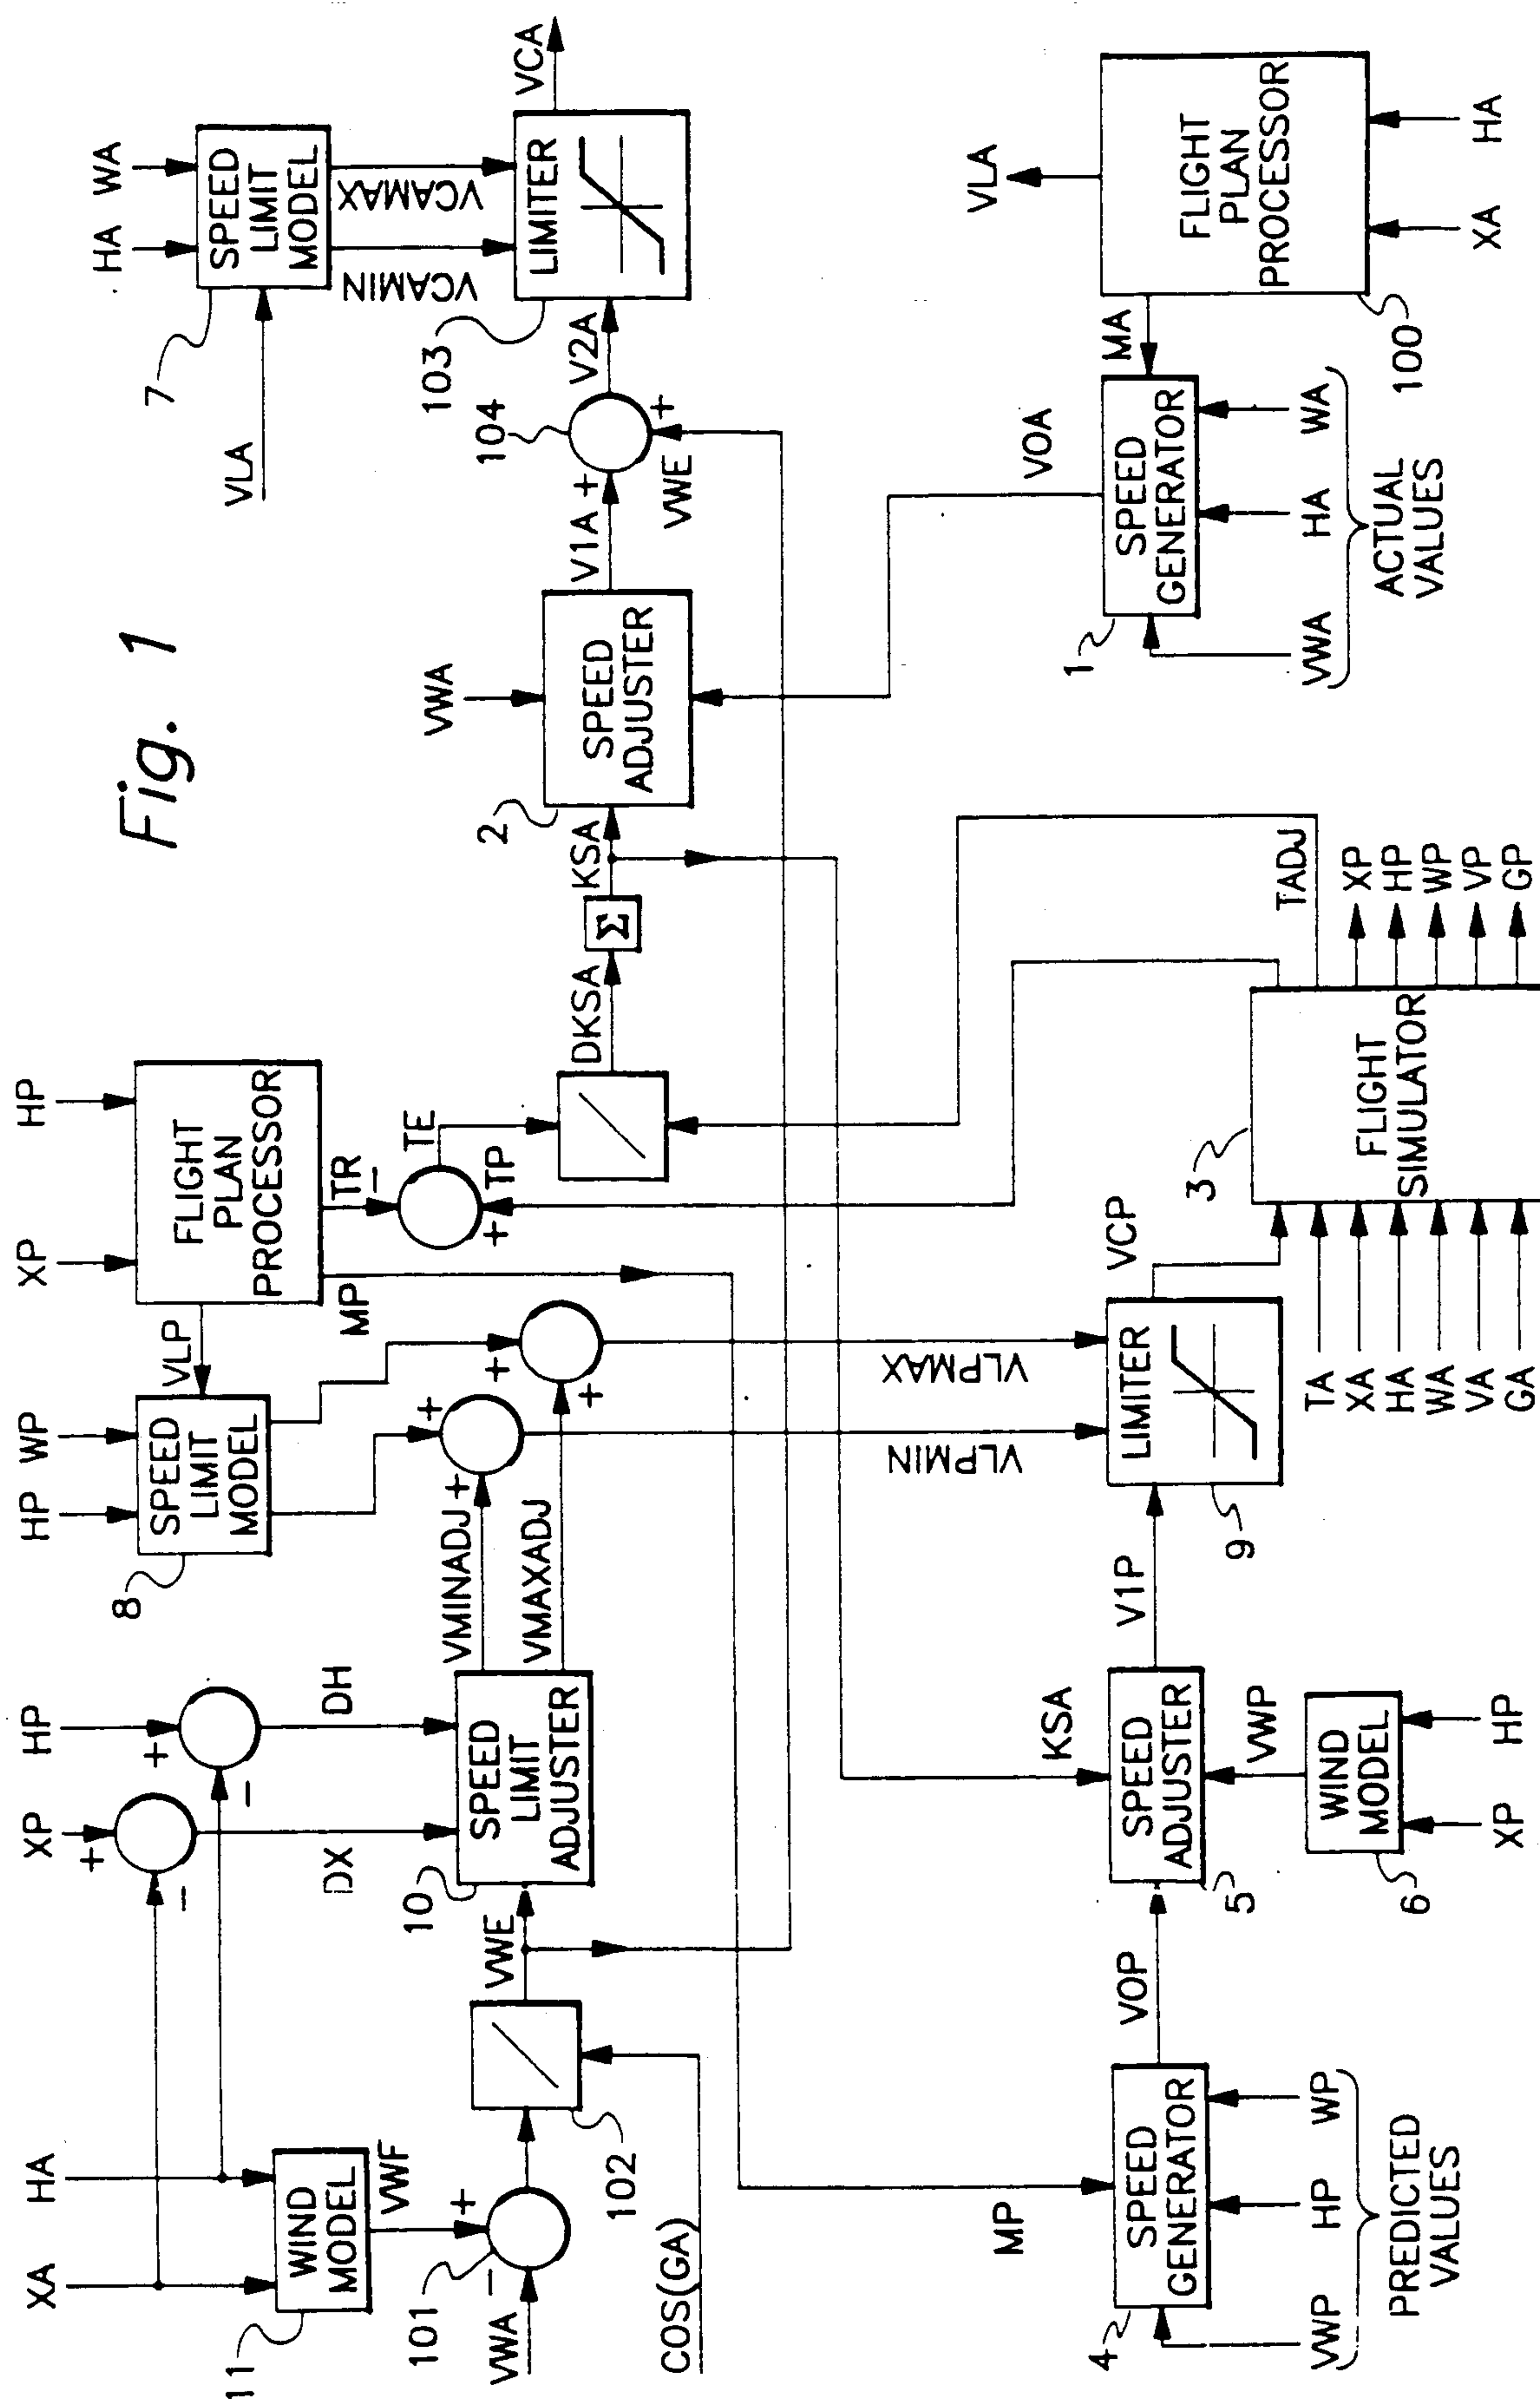 Fig. 1
XA
HA
11
WIND
MODEL
VWF
+
101
-
VWA
102
COS(GA)
VWE
XP
+
-
HP
+
-
DX
DH
10
SPEED
LIMIT
ADJUSTER
VMINADJ
+
+
VMAXADJ
+
+
HP
WP
8
SPEED
LIMIT
MODEL
VLP
XP
HP
FLIGHT
PLAN
PROCESSOR
MP
TR
-
TE
+
TP
DKSA
Σ
KSA
2
SPEED
ADJUSTER
VWA
V1A
+
104
+
VWE
V2A
103
LIMITER
VCA
VLA
7
HA
WA
SPEED
LIMIT
MODEL
VCAMIN
VCAMAX
MP
4
SPEED
GENERATOR
VWP
HP
WP
PREDICTED
VALUES
VOP
5
SPEED
ADJUSTER
KSA
VWP
6
WIND
MODEL
XP
HP
V1P
VLPMIN
VLPMAX
9
LIMITER
VCP
3
FLIGHT
SIMULATOR
TA
XA
HA
WA
VA
GA
TADJ
XP
HP
WP
VP
GP
1
SPEED
GENERATOR
VOA
MA
VWA
HA
WA
ACTUAL
VALUES
100
FLIGHT
PLAN
PROCESSOR
VLA
XA
HA